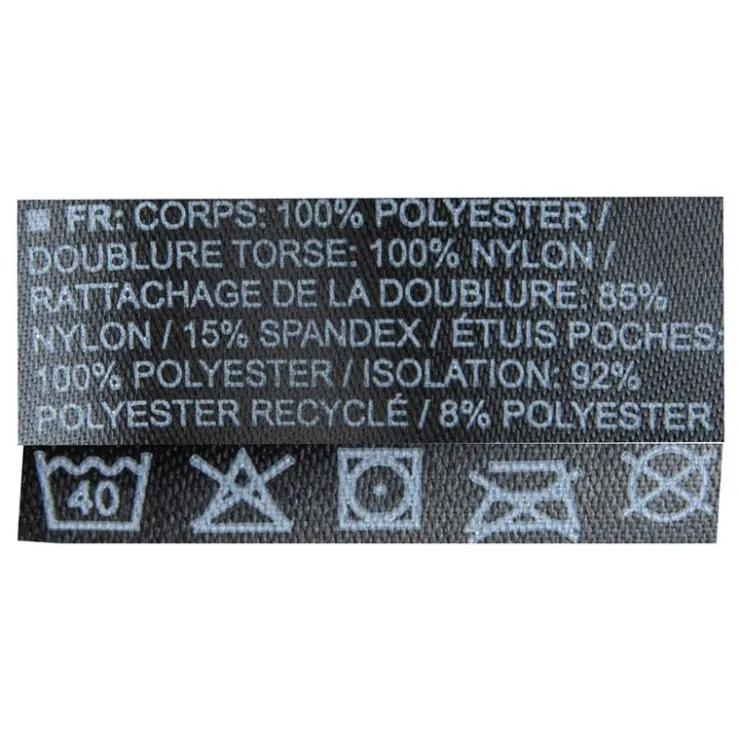 FR: CORPS: 100% POLYESTER /
DOUBLURE TORSE: 100% NYLON /
RATTACHAGE DE LA DOUBLURE: 85%
NYLON / 15% SPANDEX / ÉTUIS POCHES:
100% POLYESTER / ISOLATION: 92%
POLYESTER RECYCLÉ / 8% POLYESTER
40